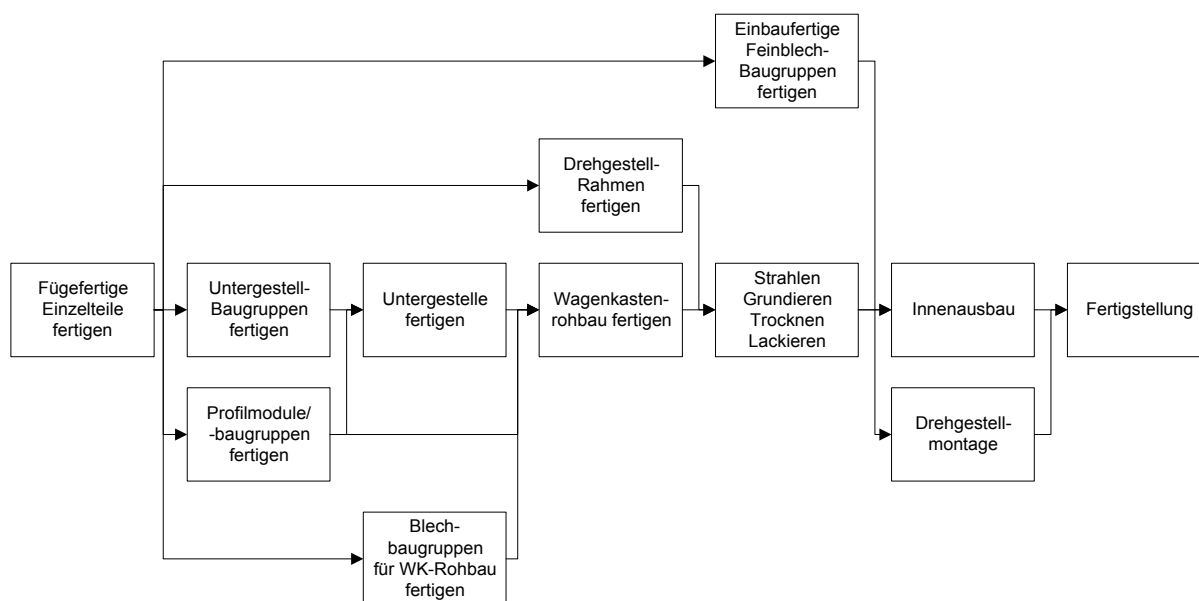 Einbaufertige
Feinblech-
Baugruppen
fertigen
Drehgestell-
Rahmen
fertigen
Fügefertige
Einzelteile
fertigen
Untergestell-
Baugruppen
fertigen
Untergestelle
fertigen
Wagenkasten-
rohbau fertigen
Strahlen
Grundieren
Trocknen
Lackieren
Innenausbau
Fertigstellung
Profilmodule/
-baugruppen
fertigen
Drehgestell-
montage
Blech-
baugruppen
für WK-Rohbau
fertigen